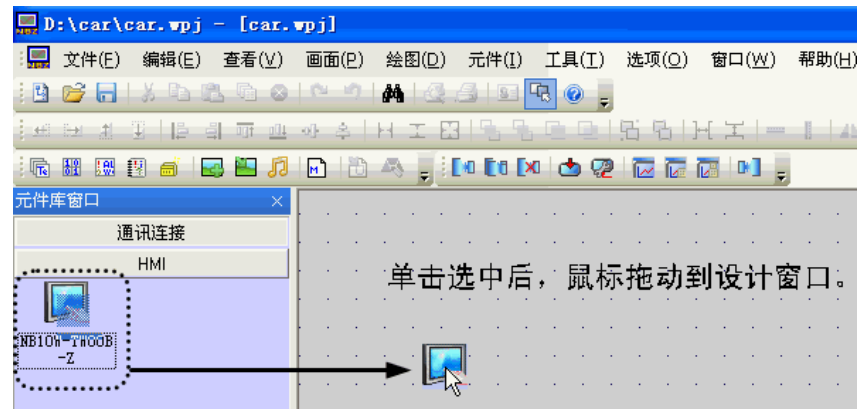 D:\car\car.wpj - [car.wpj]
文件(F) 编辑(E) 查看(V) 画面(P) 绘图(D) 元件(I) 工具(T) 选项(O) 窗口(W) 帮助(H)
元件库窗口
通讯连接
HMI
单击选中后，鼠标拖动到设计窗口。
NB10W-TW00B
-Z